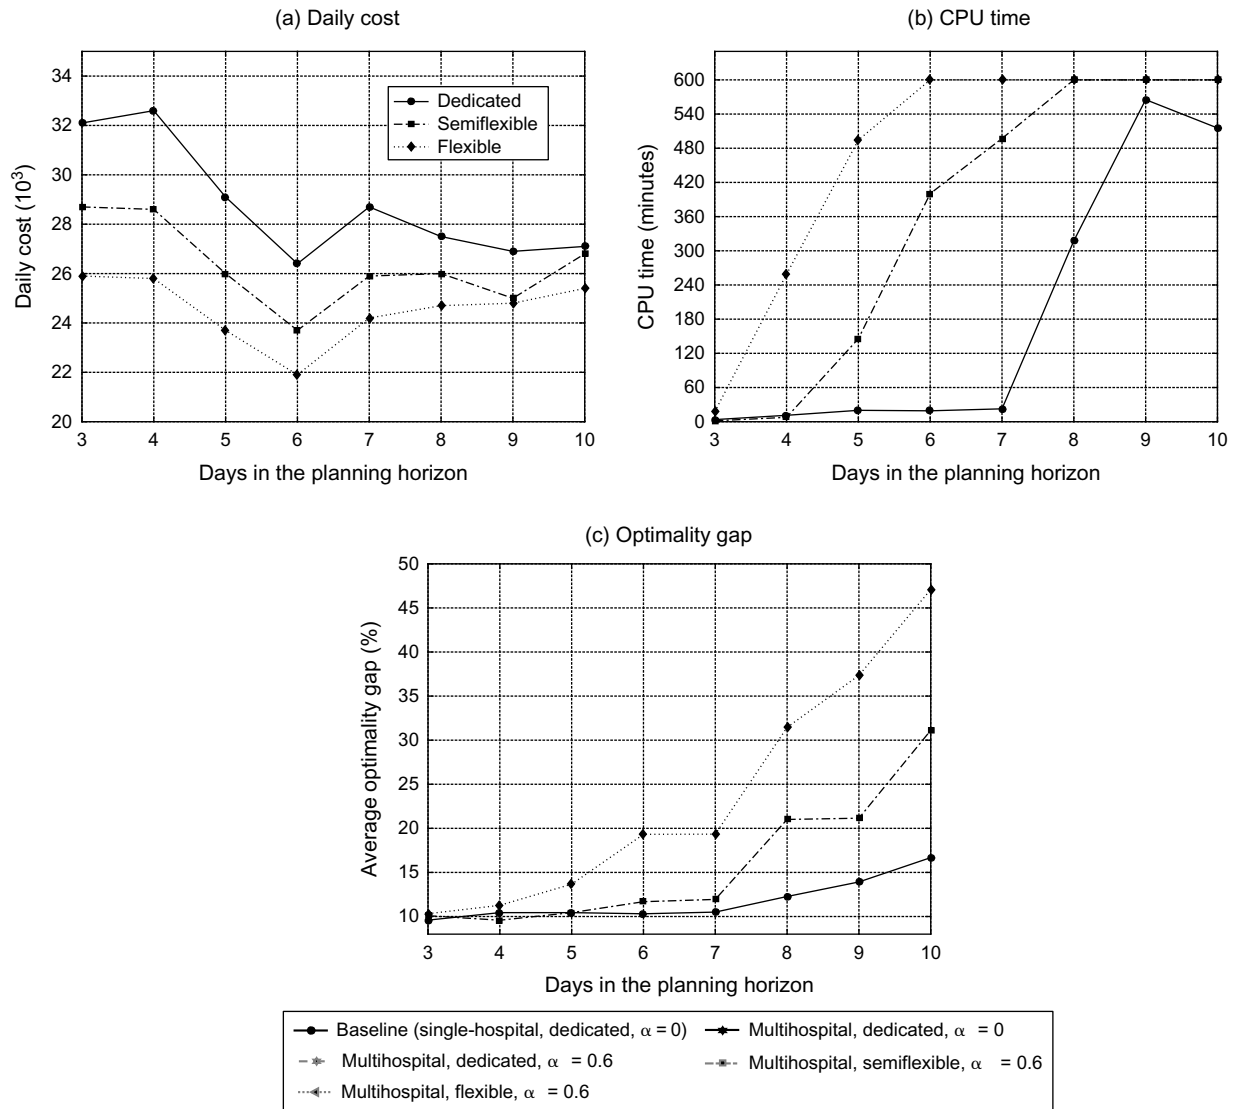 (a) Daily cost
34
32
30
28
26
24
22
20
Daily cost (10³)
Dedicated
Semiflexible
Flexible
3 4 5 6 7 8 9 10
Days in the planning horizon
(b) CPU time
600
540
480
420
360
300
240
180
120
60
0
CPU time (minutes)
3 4 5 6 7 8 9 10
Days in the planning horizon
(c) Optimality gap
50
45
40
35
30
25
20
15
10
Average optimality gap (%)
3 4 5 6 7 8 9 10
Days in the planning horizon
Baseline (single-hospital, dedicated, α = 0) Multihospital, dedicated, α = 0
Multihospital, dedicated, α = 0.6 Multihospital, semiflexible, α = 0.6
Multihospital, flexible, α = 0.6